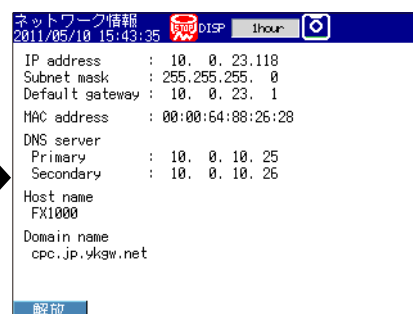 ネットワーク情報
2011/05/10 15:43:35 STOP DISP 1hour
IP address : 10. 0. 23.118
Subnet mask : 255.255.255. 0
Default gateway : 10. 0. 23. 1
MAC address : 00:00:64:88:26:28
DNS server
Primary : 10. 0. 10. 25
Secondary : 10. 0. 10. 26
Host name
FX1000
Domain name
cpc.jp.ykgw.net
解放